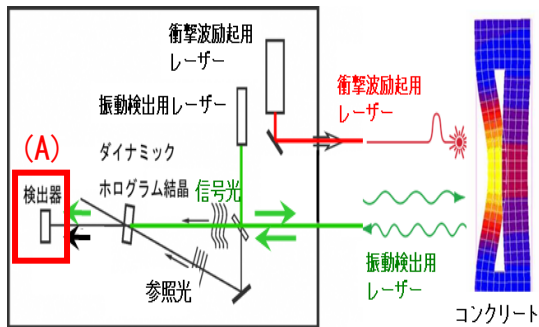 衝撃波励起用
レーザー
振動検出用レーザー
(A)
検出器
ダイナミック
ホログラム結晶
信号光
参照光
衝撃波励起用
レーザー
振動検出用
レーザー
コンクリート